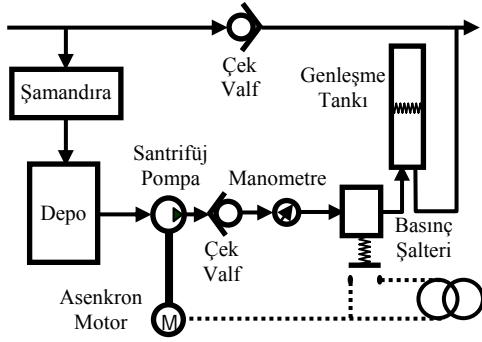 Çek
Valf
Genleşme
Tankı
Şamandıra
Santrifüj
Pompa
Manometre
Depo
Çek
Valf
Basınç
Şalteri
Asenkron
Motor
M